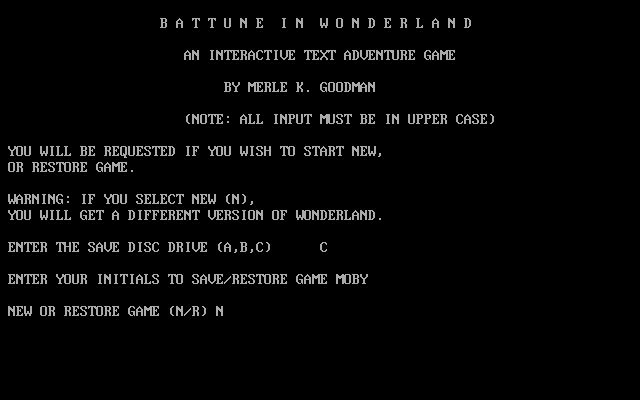 B A T T U N E  I N  W O N D E R L A N D
AN INTERACTIVE TEXT ADVENTURE GAME
BY MERLE K. GOODMAN
(NOTE: ALL INPUT MUST BE IN UPPER CASE)
YOU WILL BE REQUESTED IF YOU WISH TO START NEW,
OR RESTORE GAME.
WARNING: IF YOU SELECT NEW (N),
YOU WILL GET A DIFFERENT VERSION OF WONDERLAND.
ENTER THE SAVE DISC DRIVE (A,B,C)      C
ENTER YOUR INITIALS TO SAVE/RESTORE GAME MOBY
NEW OR RESTORE GAME (N/R) N